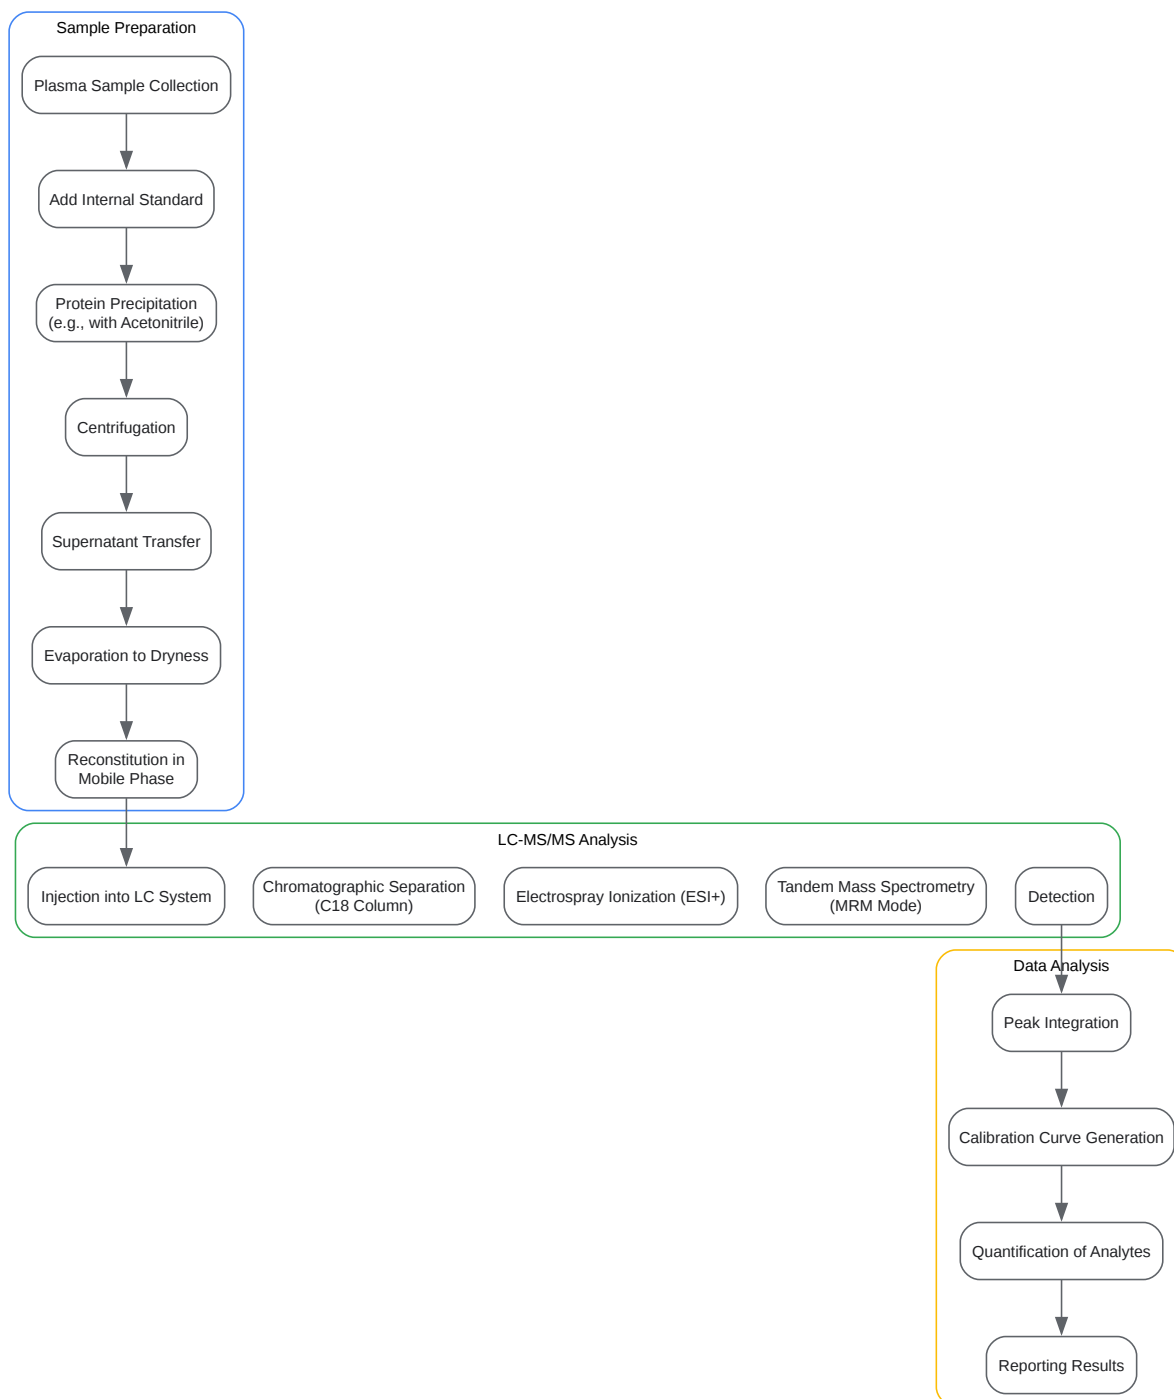 Sample Preparation
Plasma Sample Collection
Add Internal Standard
Protein Precipitation
(e.g., with Acetonitrile)
Centrifugation
Supernatant Transfer
Evaporation to Dryness
Reconstitution in
Mobile Phase
LC-MS/MS Analysis
Injection into LC System
Chromatographic Separation
(C18 Column)
Electrospray Ionization (ESI+)
Tandem Mass Spectrometry
(MRM Mode)
Detection
Data Analysis
Peak Integration
Calibration Curve Generation
Quantification of Analytes
Reporting Results